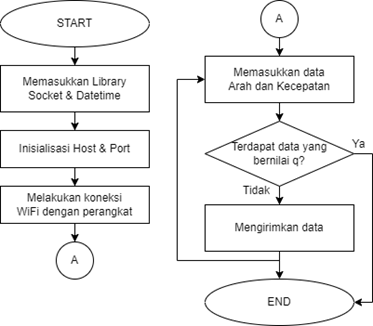 START
Memasukkan Library
Socket & Datetime
Inisialisasi Host & Port
Melakukan koneksi
WiFi dengan perangkat
A
A
Memasukkan data
Arah dan Kecepatan
Terdapat data yang
bernilai q?
Ya
Tidak
Mengirimkan data
END